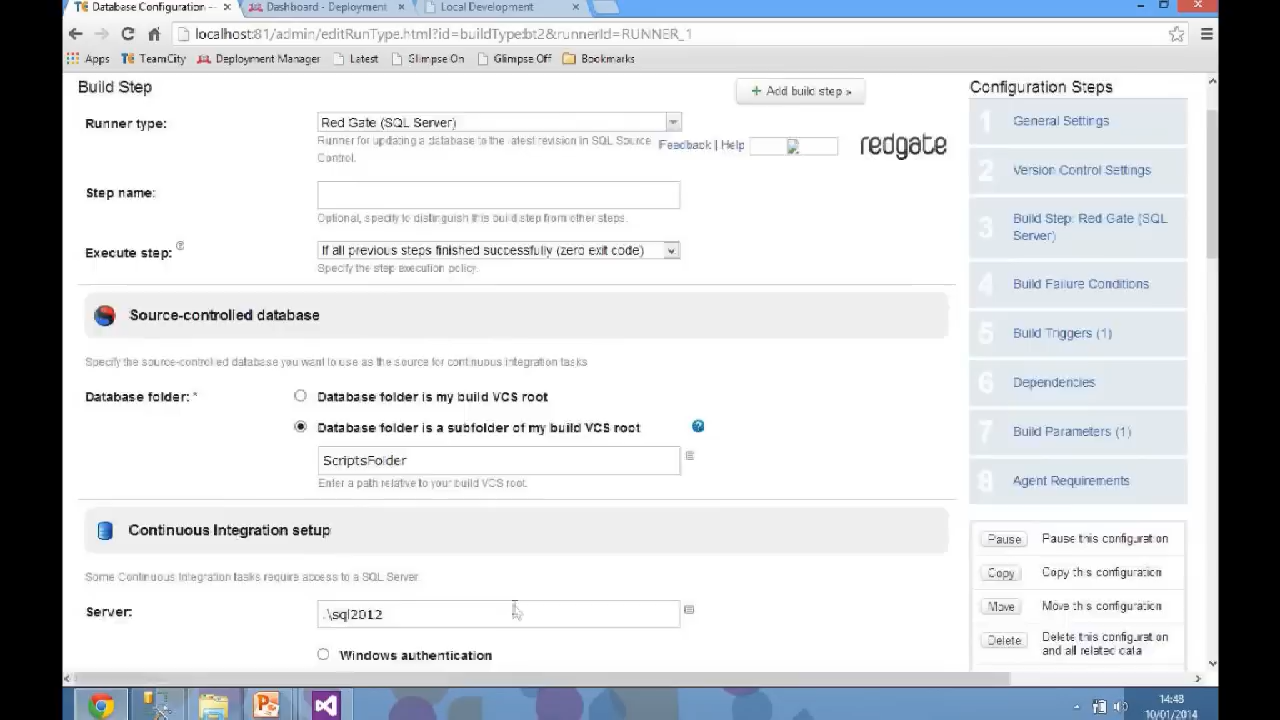 Database Configuration —
Dashboard - Deployment
Local Development
localhost:81/admin/editRunType.html?id=buildType:bt2&runnerId=RUNNER_1
Apps TeamCity Deployment Manager Latest Glimpse On Glimpse Off Bookmarks
Build Step
+ Add build step »
Runner type:
Red Gate (SQL Server)
Runner for updating a database to the latest revision in SQL Source
Control.
Feedback | Help
redgate
Step name:
Optional, specify to distinguish this build step from other steps.
Execute step:
If all previous steps finished successfully (zero exit code)
Specify the step execution policy.
Source-controlled database
Specify the source-controlled database you want to use as the source for continuous integration tasks
Database folder: *
Database folder is my build VCS root
Database folder is a subfolder of my build VCS root
ScriptsFolder
Enter a path relative to your build VCS root.
Continuous Integration setup
Some Continuous Integration tasks require access to a SQL Server.
Server:
.\sql2012
Windows authentication
Configuration Steps
1 General Settings
2 Version Control Settings
3 Build Step: Red Gate (SQL
Server)
4 Build Failure Conditions
5 Build Triggers (1)
6 Dependencies
7 Build Parameters (1)
8 Agent Requirements
Pause Pause this configuration
Copy Copy this configuration
Move Move this configuration
Delete Delete this configuration
and all related data
14:48
10/01/2014